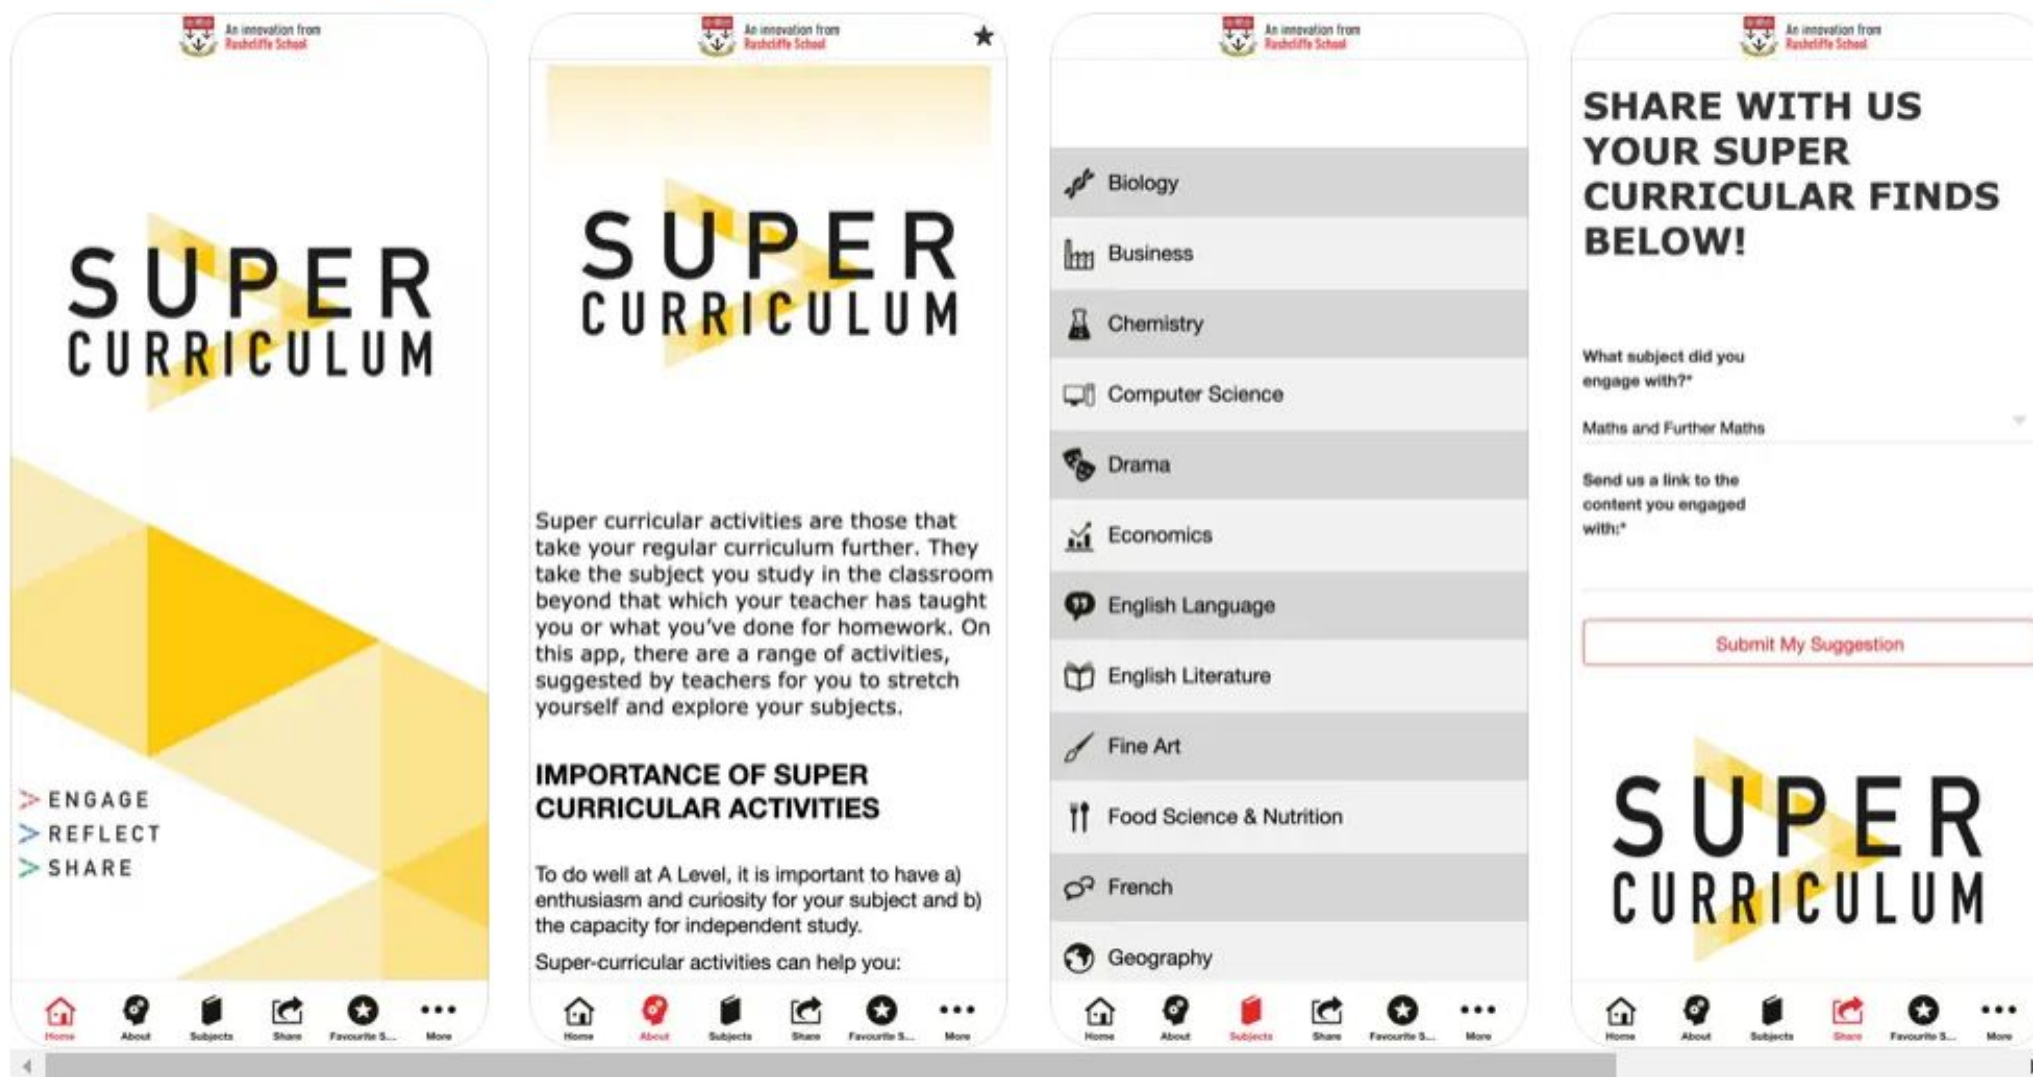 An innovation from
Rushcliffe School
SUPER
CURRICULUM
ENGAGE
REFLECT
SHARE
Home
About
Subjects
Share
Favourite S...
More
An innovation from
Rushcliffe School
SUPER
CURRICULUM
Super curricular activities are those that
take your regular curriculum further. They
take the subject you study in the classroom
beyond that which your teacher has taught
you or what you've done for homework. On
this app, there are a range of activities,
suggested by teachers for you to stretch
yourself and explore your subjects.
IMPORTANCE OF SUPER
CURRICULAR ACTIVITIES
To do well at A Level, it is important to have a)
enthusiasm and curiosity for your subject and b)
the capacity for independent study.
Super-curricular activities can help you:
Home
About
Subjects
Share
Favourite S...
More
An innovation from
Rushcliffe School
Biology
Business
Chemistry
Computer Science
Drama
Economics
English Language
English Literature
Fine Art
Food Science & Nutrition
French
Geography
Home
About
Subjects
Share
Favourite S...
More
An innovation from
Rushcliffe School
SHARE WITH US
YOUR SUPER
CURRICULAR FINDS
BELOW!
What subject did you
engage with?*
Maths and Further Maths
Send us a link to the
content you engaged
with:*
Submit My Suggestion
SUPER
CURRICULUM
Home
About
Subjects
Share
Favourite S...
More